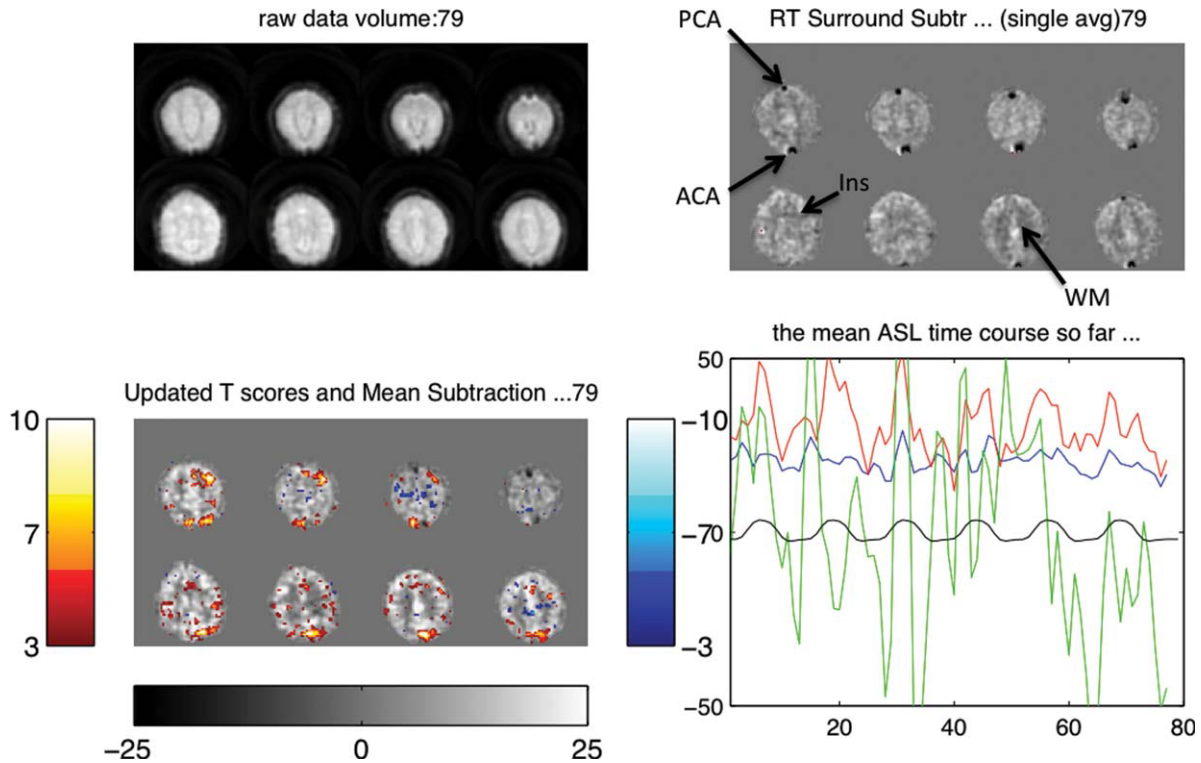 raw data volume:79
PCA
RT Surround Subtr ... (single avg)79
ACA
Ins
WM
Updated T scores and Mean Subtraction ...79
10
7
3
-25
0
25
-10
-70
-3
the mean ASL time course so far ...
50
-50
20
40
60
80